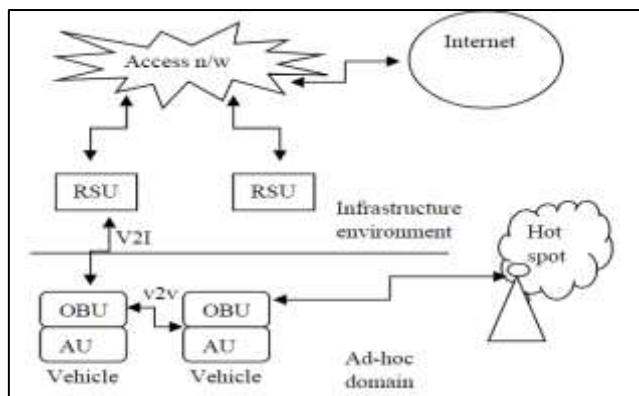 Internet
Access n/w
RSU
RSU
Infrastructure
environment
V2I
Hot
spot
v2v
OBU
OBU
AU
AU
Vehicle
Vehicle
Ad-hoc
domain